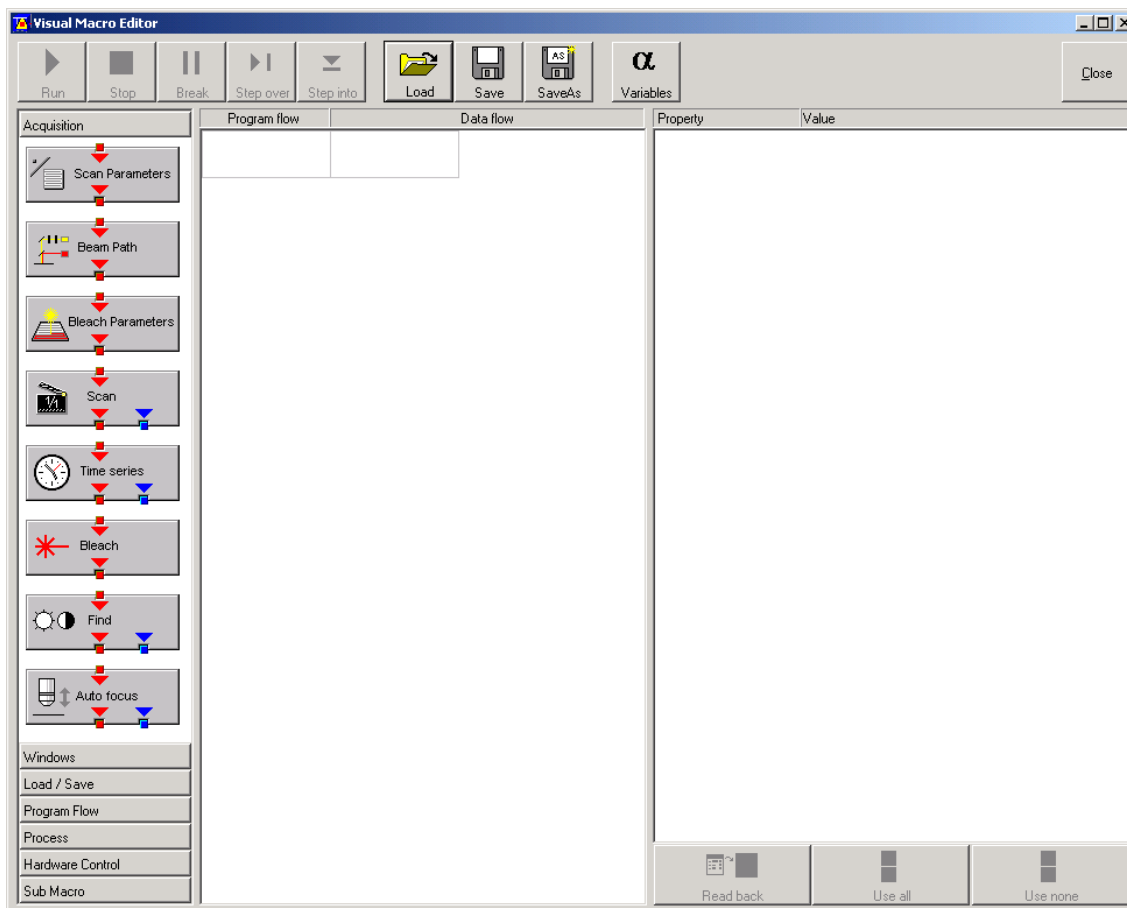 Visual Macro Editor
Run Stop Break Step over Step into Load Save AS SaveAs α Variables Close
Acquisition
Program flow Data flow Property Value
Scan Parameters
Beam Path
Bleach Parameters
1/1 Scan
Time series
Bleach
Find
Auto focus
Windows
Load / Save
Program Flow
Process
Hardware Control
Sub Macro
Read back Use all Use none